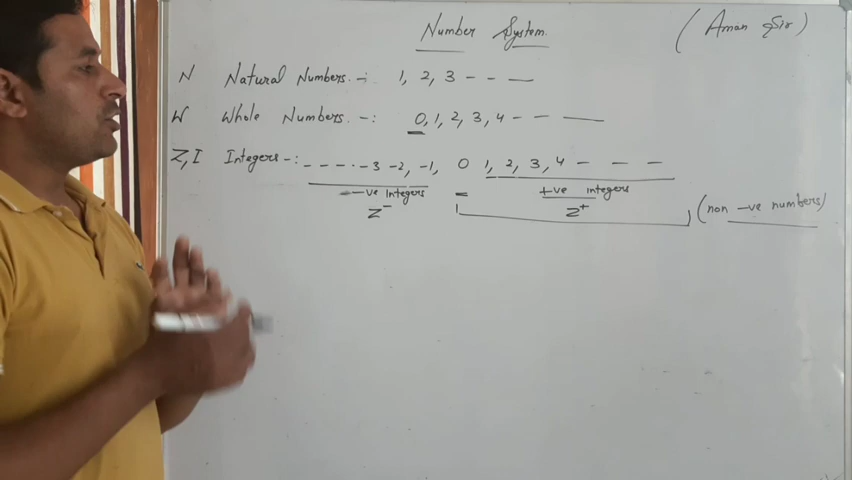 Number System (Aman Sir)
N Natural Numbers -: 1, 2, 3 - - —
W Whole Numbers -: 0, 1, 2, 3, 4 - - —
Z, I Integers -: - - - - -3 -2, -1, 0 1, 2, 3, 4 - - -
-ve integers +ve integers (non -ve numbers)
Z⁻ Z⁺